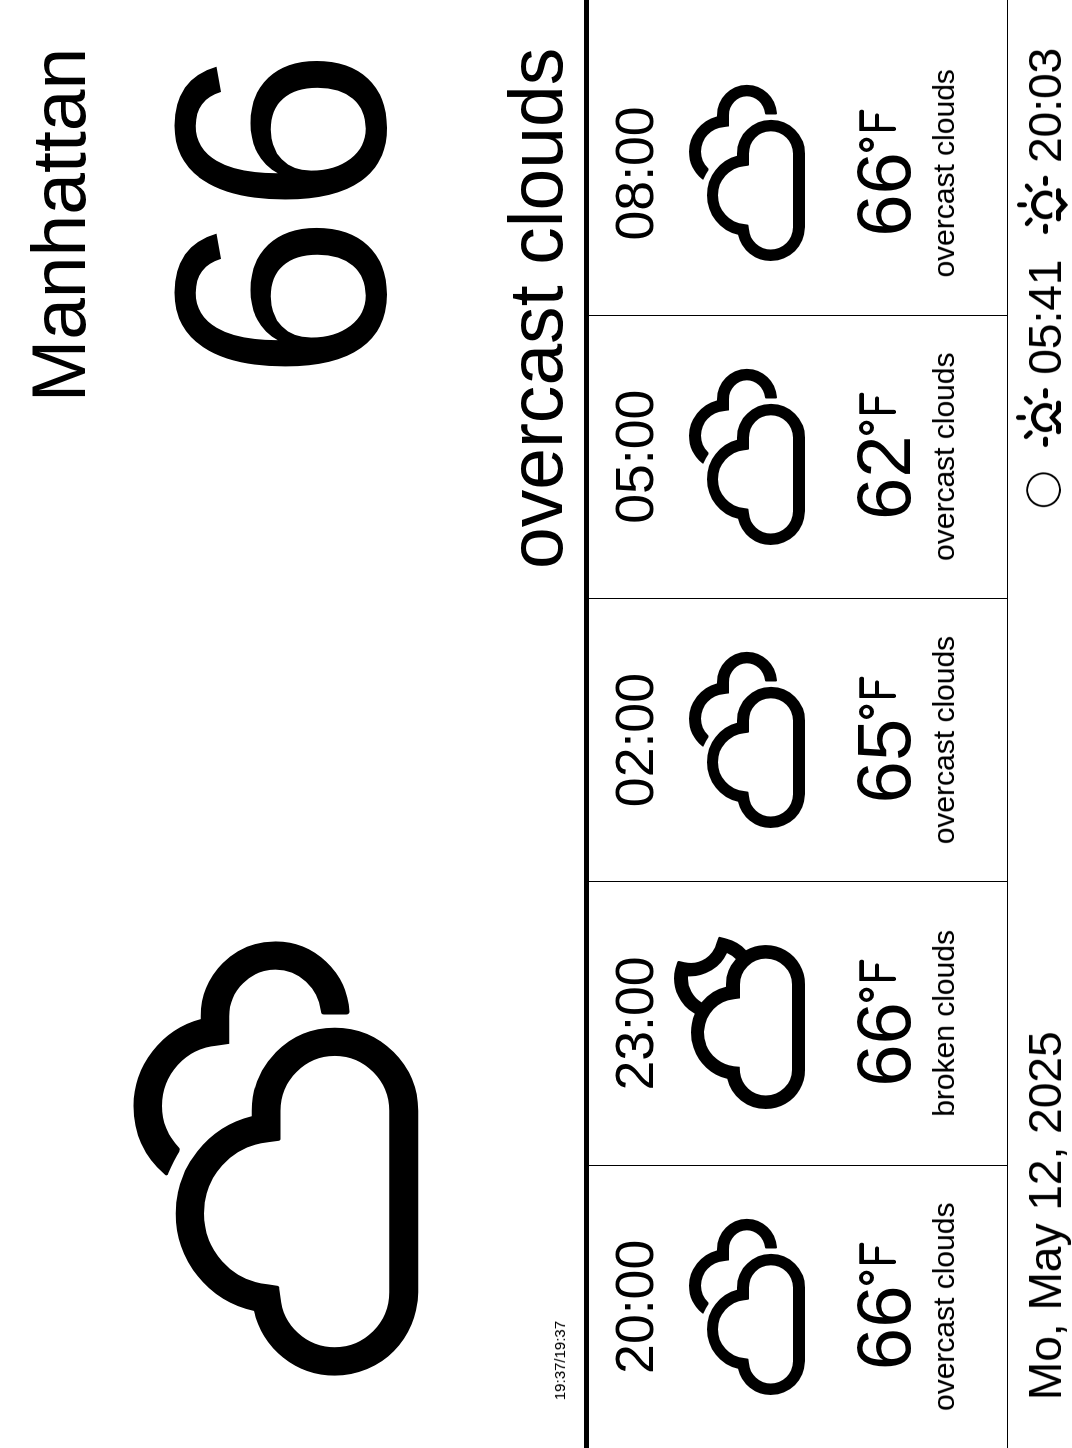 Manhattan
66
overcast clouds
19:37/19:37
20:00 23:00 02:00 05:00 08:00
66°F 66°F 65°F 62°F 66°F
overcast clouds broken clouds overcast clouds overcast clouds overcast clouds
Mo, May 12, 2025 05:41 20:03